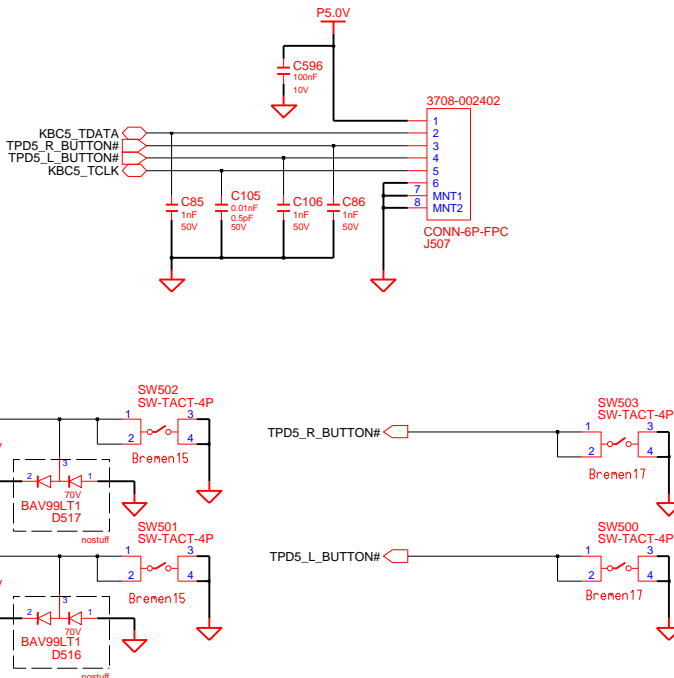 P5.0V
C596
100nF
10V
3708-002402
1
KBC5_TDATA
2
TPD5_R_BUTTON#
3
TPD5_L_BUTTON#
4
KBC5_TCLK
5
6
7
MNT1
8
MNT2
C85
1nF
50V
C105
0.01nF
0.5pF
50V
C106
1nF
50V
C86
1nF
50V
CONN-6P-FPC
J507
SW502
SW-TACT-4P
1
3
2
4
Bremen15
2
3
1
70V
BAV99LT1
D517
nostuff
SW503
SW-TACT-4P
TPD5_R_BUTTON#
1
3
2
4
Bremen17
SW501
SW-TACT-4P
1
3
2
4
Bremen15
2
3
1
70V
BAV99LT1
D516
nostuff
SW500
SW-TACT-4P
TPD5_L_BUTTON#
1
3
2
4
Bremen17